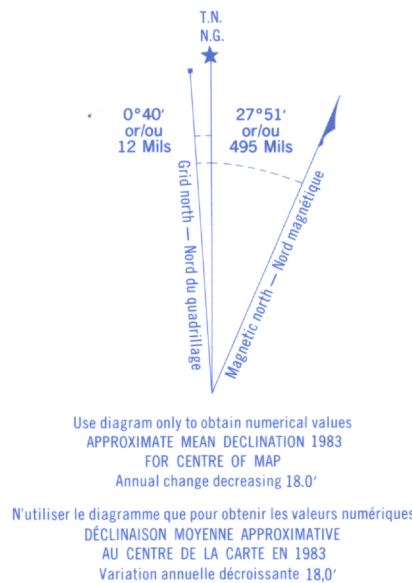 T.N.
N.G.
0°40'
or/ou
12 Mils
27°51'
or/ou
495 Mils
Grid north — Nord du quadrillage
Magnetic north — Nord magnétique
Use diagram only to obtain numerical values
APPROXIMATE MEAN DECLINATION 1983
FOR CENTRE OF MAP
Annual change decreasing 18.0'
N'utiliser le diagramme que pour obtenir les valeurs numériques
DÉCLINAISON MOYENNE APPROXIMATIVE
AU CENTRE DE LA CARTE EN 1983
Variation annuelle décroissante 18,0'